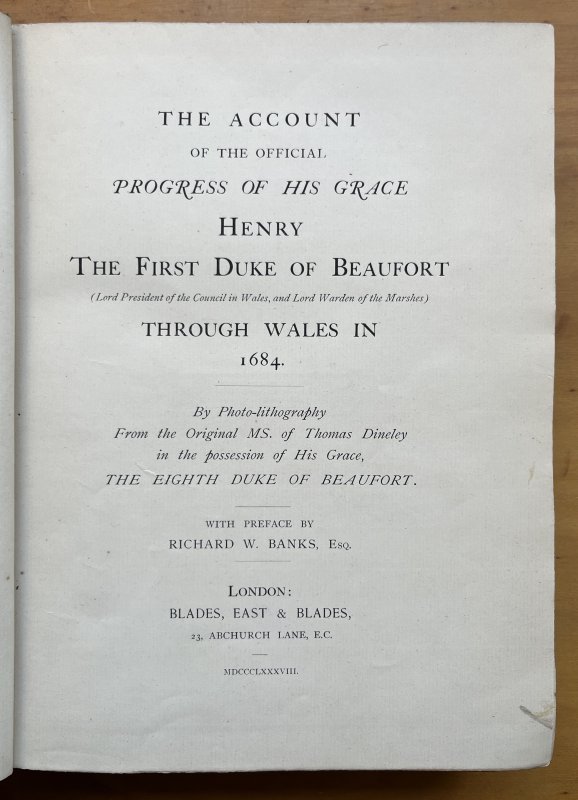 THE ACCOUNT
OF THE OFFICIAL
PROGRESS OF HIS GRACE
HENRY
THE FIRST DUKE OF BEAUFORT
(Lord President of the Council in Wales, and Lord Warden of the Marshes)
THROUGH WALES IN
1684.
By Photo-lithography
From the Original MS. of Thomas Dineley
in the possession of His Grace,
THE EIGHTH DUKE OF BEAUFORT.
WITH PREFACE BY
RICHARD W. BANKS, ESQ.
LONDON:
BLADES, EAST & BLADES,
23, ABCHURCH LANE, E.C.
MDCCCLXXXVIII.